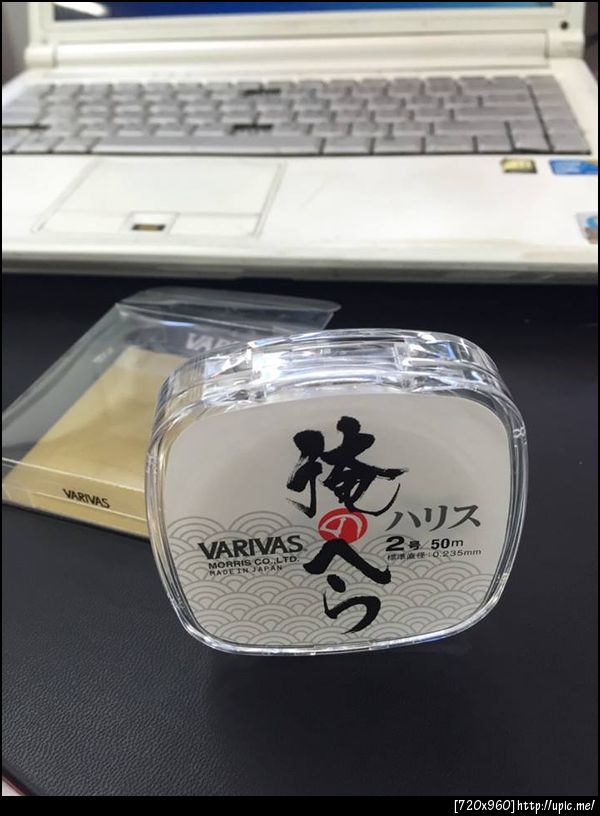 VARIVAS
VARIVAS
俺
の
へら
ハリス
2号/50m
標準直径:0.235mm
VARIVAS
MORRIS CO.,LTD.
MADE IN JAPAN
[720x960]http://upic.me/